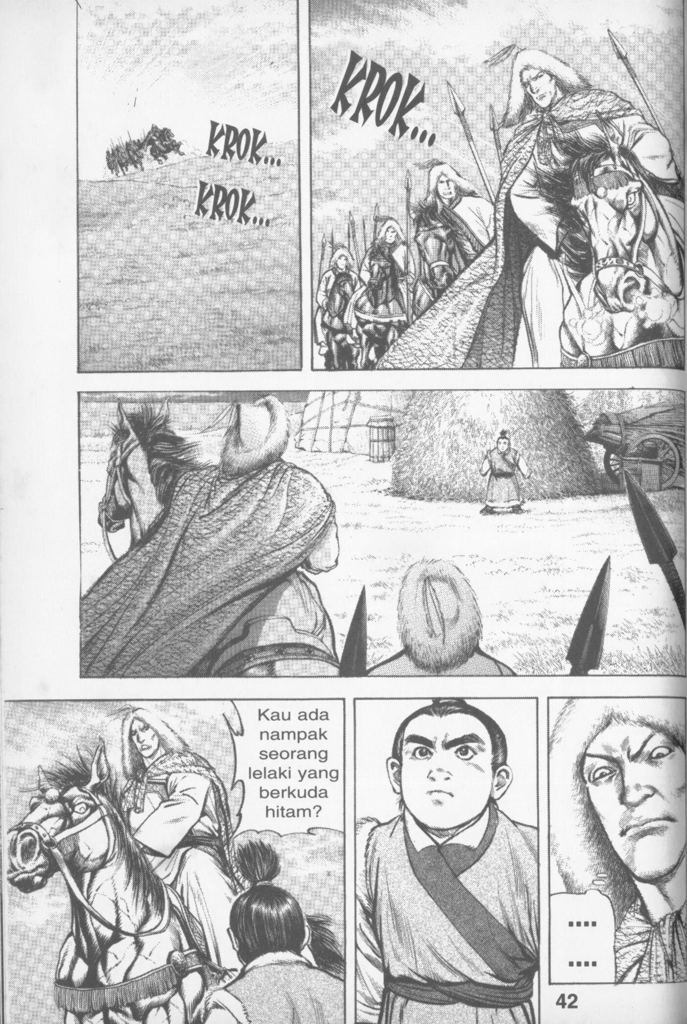 KROK...
KROK...
KROK...
Kau ada
nampak
seorang
lelaki yang
berkuda
hitam?
....
....
42